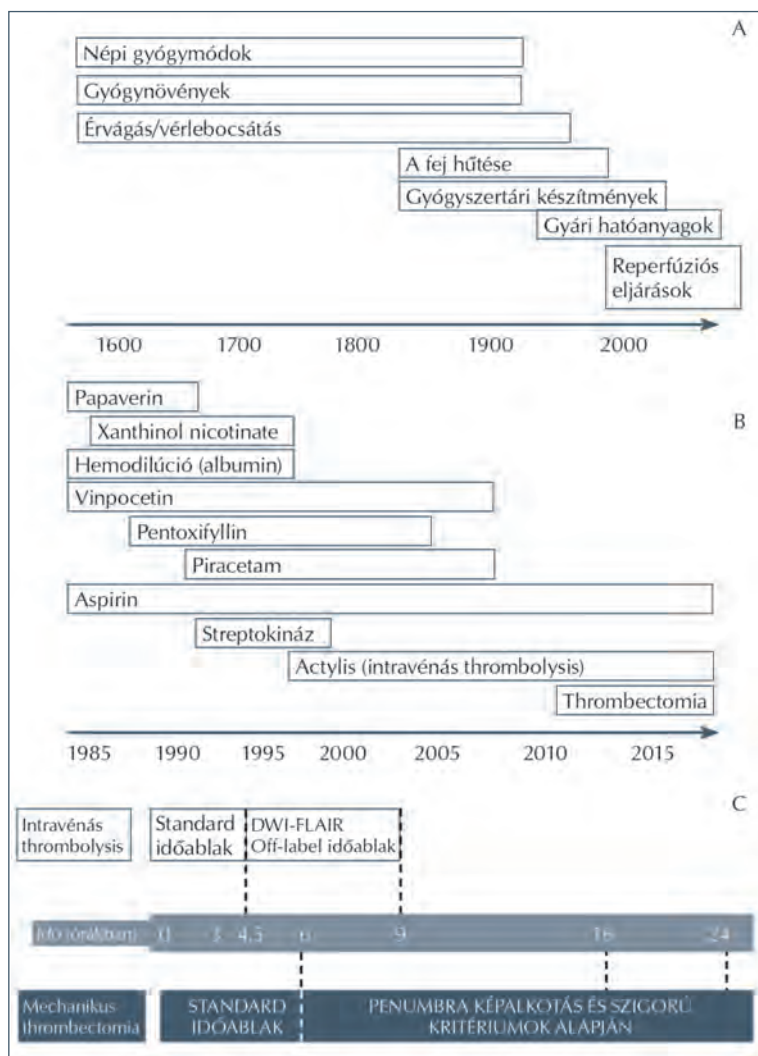 A
Népi gyógymódok
Gyógynövények
Érvágás/vérlebocsátás
A fej hűtése
Gyógyszertári készítmények
Gyári hatóanyagok
Reperfúziós
eljárások
1600 1700 1800 1900 2000
B
Papaverin
Xanthinol nicotinate
Hemodilúció (albumin)
Vinpocetin
Pentoxifyllin
Piracetam
Aspirin
Streptokináz
Actylis (intravénás thrombolysis)
Thrombectomia
1985 1990 1995 2000 2005 2010 2015
C
Intravénás
thrombolysis
Standard
időablak
DWI-FLAIR
Off-label időablak
Idő (órákban) 0 3 4,5 6 9 16 24
Mechanikus
thrombectomia
STANDARD
IDŐABLAK
PENUMBRA KÉPALKOTÁS ÉS SZIGORÚ
KRITÉRIUMOK ALAPJÁN